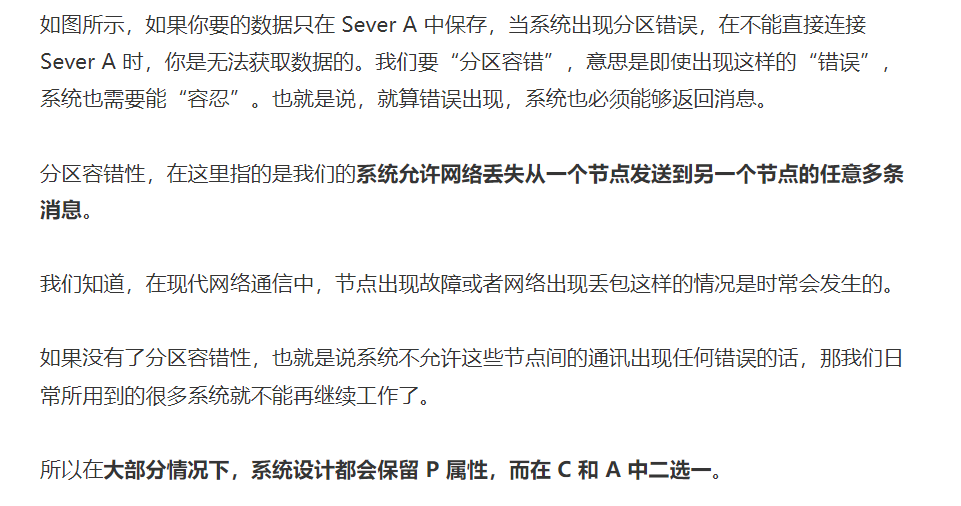 如图所示，如果你要的数据只在 Sever A 中保存，当系统出现分区错误，在不能直接连接
Sever A 时，你是无法获取数据的。我们要“分区容错”，意思是即使出现这样的“错误”，
系统也需要能“容忍”。也就是说，就算错误出现，系统也必须能够返回消息。
分区容错性，在这里指的是我们的系统允许网络丢失从一个节点发送到另一个节点的任意多条
消息。
我们知道，在现代网络通信中，节点出现故障或者网络出现丢包这样的情况是时常会发生的。
如果没有了分区容错性，也就是说系统不允许这些节点间的通讯出现任何错误的话，那我们日
常所用到的很多系统就不能再继续工作了。
所以在大部分情况下，系统设计都会保留 P 属性，而在 C 和 A 中二选一。